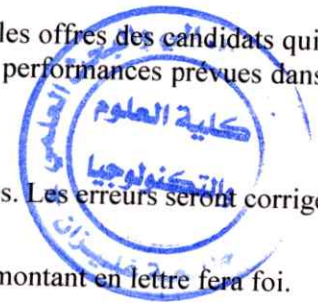 les offres des candidats qui
performances prévues dans
كلية العلوم
والتكنولوجيا
s. Les erreurs seront corrigé
montant en lettre fera foi.